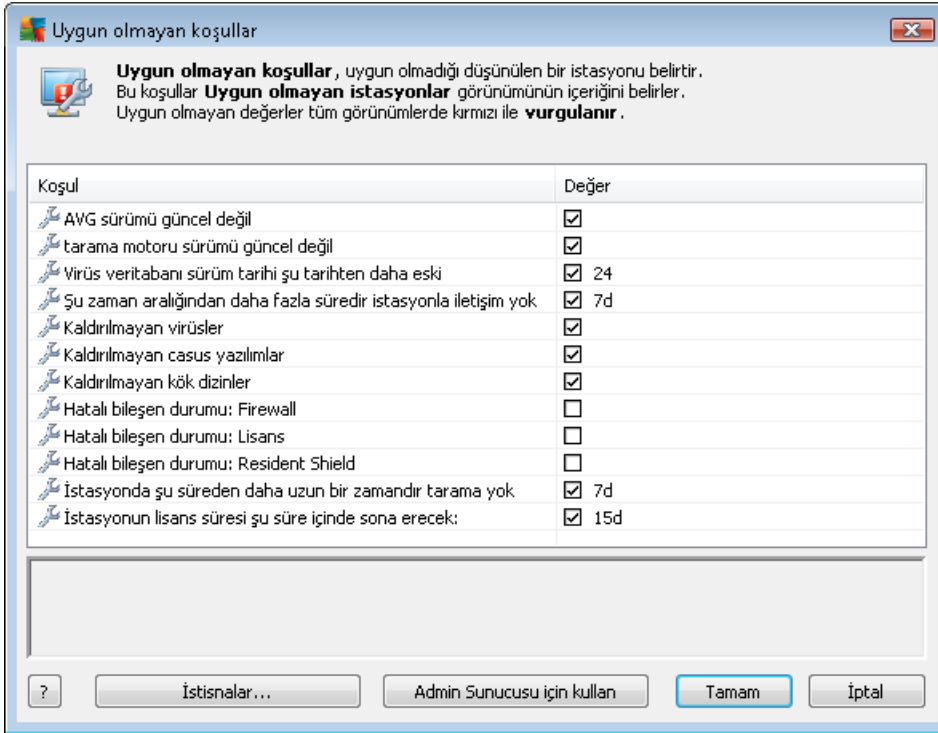 Uygun olmayan koşullar
Uygun olmayan koşullar, uygun olmadığı düşünülen bir istasyonu belirtir.
Bu koşullar Uygun olmayan istasyonlar görünümünün içeriğini belirler.
Uygun olmayan değerler tüm görünümlerde kırmızı ile vurgulanır.
Koşul Değer
AVG sürümü güncel değil
tarama motoru sürümü güncel değil
Virüs veritabanı sürüm tarihi şu tarihten daha eski 24
Şu zaman aralığından daha fazla süredir istasyonla iletişim yok 7d
Kaldırılmayan virüsler
Kaldırılmayan casus yazılımlar
Kaldırılmayan kök dizinler
Hatalı bileşen durumu: Firewall
Hatalı bileşen durumu: Lisans
Hatalı bileşen durumu: Resident Shield
İstasyonda şu süreden daha uzun bir zamandır tarama yok 7d
İstasyonun lisans süresi şu süre içinde sona erecek: 15d
? İstisnalar... Admin Sunucusu için kullan Tamam İptal